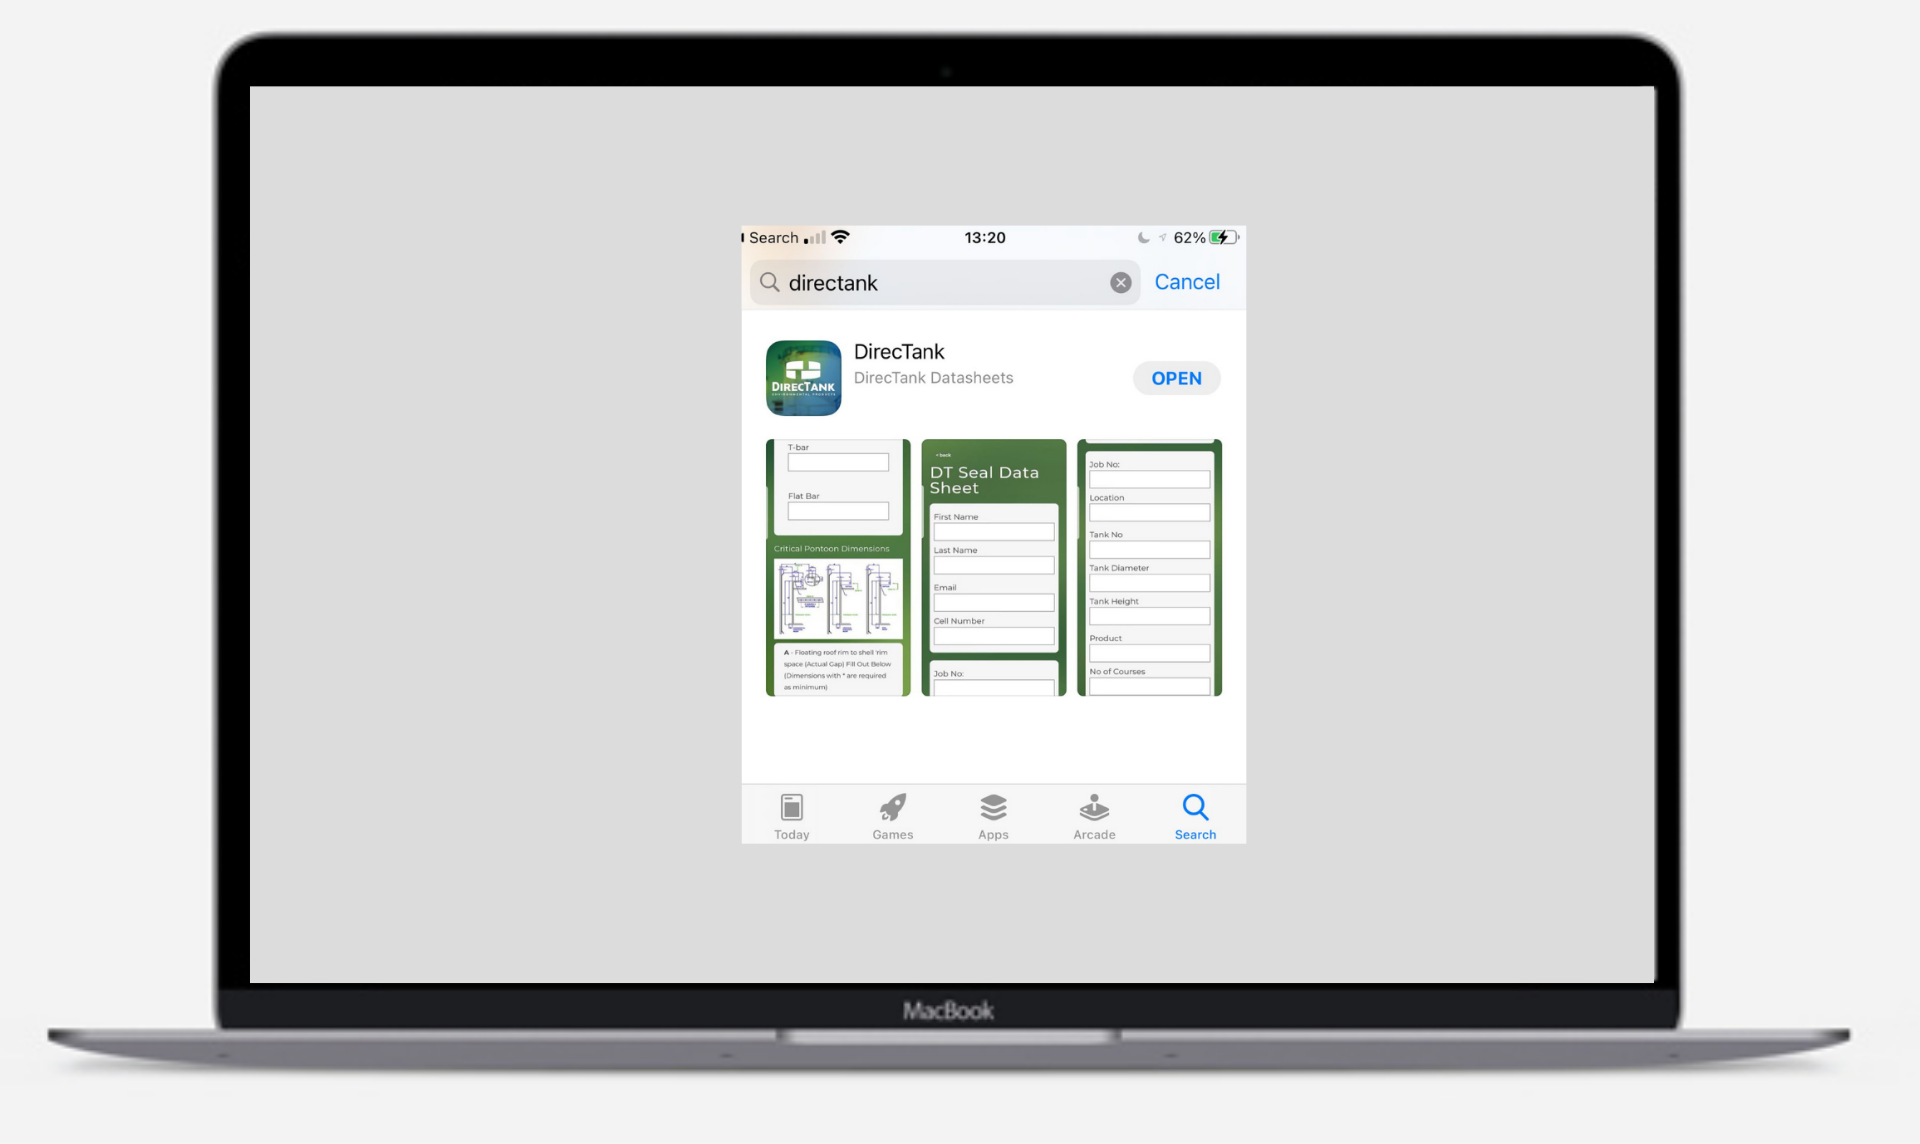 Search 13:20 62%
directank Cancel
DirecTank
DirecTank Datasheets
OPEN
DIRECTANK
ENVIRONMENTAL PRODUCTS
T-bar
Flat Bar
Critical Pontoon Dimensions
A - Floating roof rim to shell 'rim
space (Actual Gap) Fill Out Below
(Dimensions with * are required
as minimum)
< back
DT Seal Data
Sheet
First Name
Last Name
Email
Cell Number
Job No:
Job No:
Location
Tank No
Tank Diameter
Tank Height
Product
No of Courses
Today Games Apps Arcade Search
MacBook